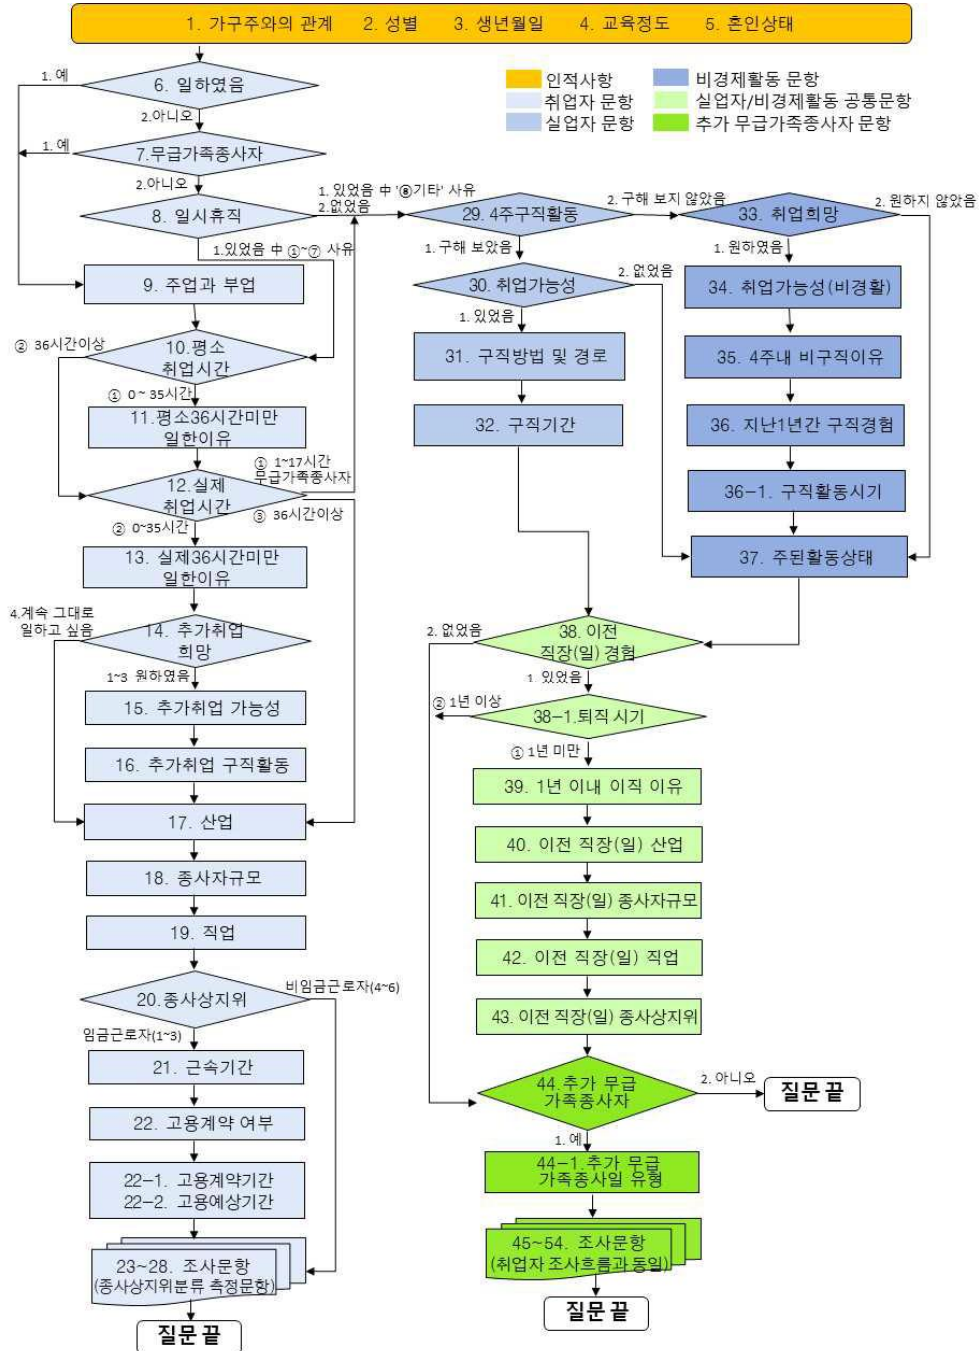 1. 가구주와의 관계 2. 성별 3. 생년월일 4. 교육정도 5. 혼인상태
인적사항
취업자 문항
실업자 문항
비경제활동 문항
실업자/비경제활동 공통문항
추가 무급가족종사자 문항
1. 예
6. 일하였음
2.아니오
1. 예
7.무급가족종사자
2.아니오
8. 일시휴직
1. 있었음 中 '⑧기타' 사유
2.없었음
1.있었음 中 ①~⑦ 사유
9. 주업과 부업
② 36시간이상
10.평소
취업시간
① 0~35시간
11.평소36시간미만
일한이유
① 1~17시간
무급가족종사자
12.실제
취업시간
③ 36시간이상
② 0~35시간
13. 실제36시간미만
일한이유
4.계속 그대로
일하고 싶음
14. 추가취업
희망
1~3 원하였음
15. 추가취업 가능성
16. 추가취업 구직활동
17. 산업
18. 종사자규모
19. 직업
20.종사상지위
비임금근로자(4~6)
임금근로자(1~3)
21. 근속기간
22. 고용계약 여부
22-1. 고용계약기간
22-2. 고용예상기간
23~28. 조사문항
(종사상지위분류 측정문항)
질문 끝
29. 4주구직활동
2. 구해 보지 않았음
1. 구해 보았음
30. 취업가능성
2. 없었음
1. 있었음
31. 구직방법 및 경로
32. 구직기간
33. 취업희망
2. 원하지 않았음
1. 원하였음
34. 취업가능성(비경활)
35. 4주내 비구직이유
36. 지난1년간 구직경험
36-1. 구직활동시기
37. 주된활동상태
2. 없었음
38. 이전
직장(일) 경험
1. 있었음
② 1년 이상
38-1.퇴직 시기
① 1년 미만
39. 1년 이내 이직 이유
40. 이전 직장(일) 산업
41. 이전 직장(일) 종사자규모
42. 이전 직장(일) 직업
43. 이전 직장(일) 종사상지위
44.추가 무급
가족종사자
2. 아니오
질문 끝
1. 예
44-1.추가 무급
가족종사일 유형
45~54. 조사문항
(취업자 조사흐름과 동일)
질문 끝